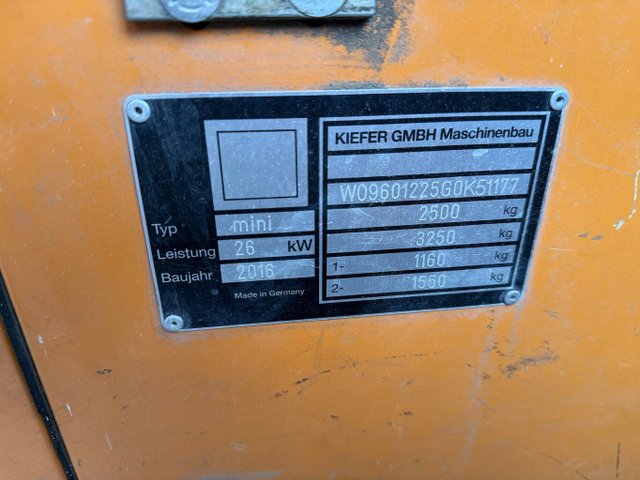 KIEFER GMBH Maschinenbau
W09601225G0K51177
2500 kg
3250 kg
1- 1160 kg
2- 1550 kg
Typ mini
Leistung 26 kW
Baujahr 2016
Made in Germany